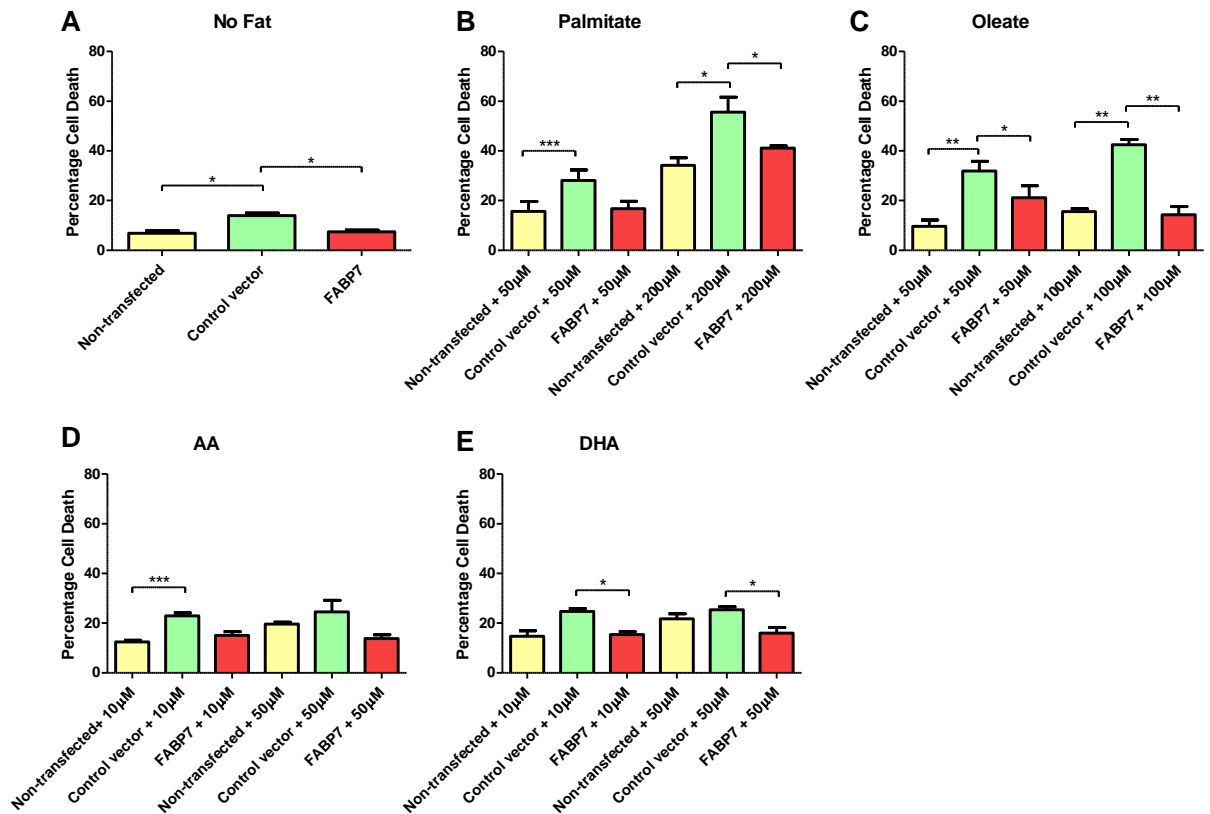 A
No Fat
Percentage Cell Death
80
60
40
20
0
*
*
Non-transfected
Control vector
FABP7
B
Palmitate
Percentage Cell Death
80
60
40
20
0
***
*
*
Non-transfected + 50µM
Control vector + 50µM
FABP7 + 50µM
Non-transfected + 200µM
Control vector + 200µM
FABP7 + 200µM
C
Oleate
Percentage Cell Death
80
60
40
20
0
**
*
**
**
Non-transfected + 50µM
Control vector + 50µM
FABP7 + 50µM
Non-transfected + 100µM
Control vector + 100µM
FABP7 + 100µM
D
AA
Percentage Cell Death
80
60
40
20
0
***
Non-transfected+ 10µM
Control vector + 10µM
FABP7 + 10µM
Non-transfected + 50µM
Control vector + 50µM
FABP7 + 50µM
E
DHA
Percentage Cell Death
80
60
40
20
0
*
*
Non-transfected + 10µM
Control vector + 10µM
FABP7 + 10µM
Non-transfected + 50µM
Control vector + 50µM
FABP7 + 50µM